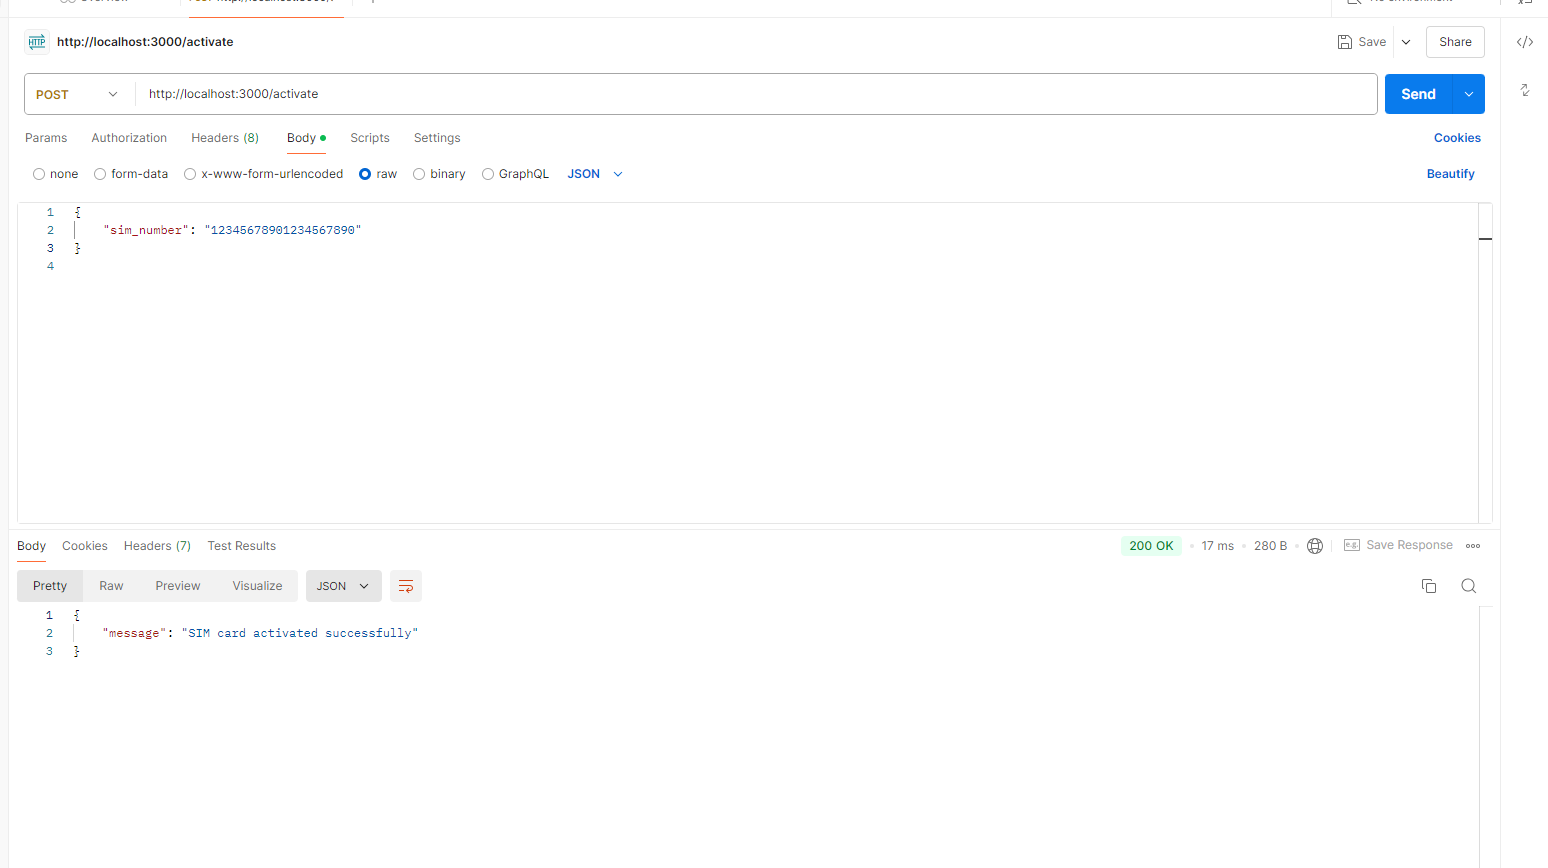 http://localhost:3000/activate
Save
Share
POST
http://localhost:3000/activate
Send
Params Authorization Headers (8) Body Scripts Settings Cookies
none form-data x-www-form-urlencoded raw binary GraphQL JSON Beautify
1 {
2 "sim_number": "12345678901234567890"
3 }
4
Body Cookies Headers (7) Test Results 200 OK 17 ms 280 B e.g. Save Response
Pretty Raw Preview Visualize JSON
1 {
2 "message": "SIM card activated successfully"
3 }